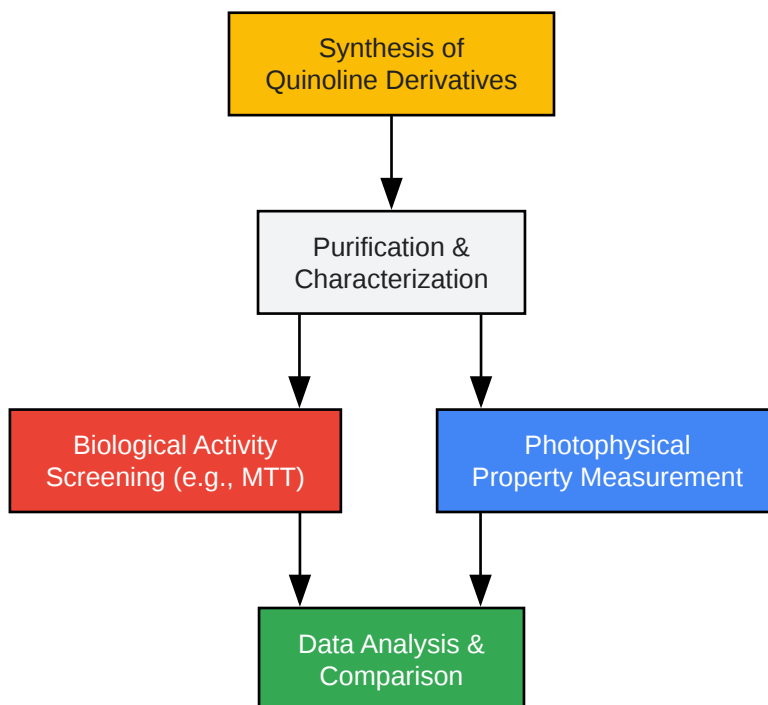 Synthesis of
Quinoline Derivatives
Purification &
Characterization
Biological Activity
Screening (e.g., MTT)
Photophysical
Property Measurement
Data Analysis &
Comparison